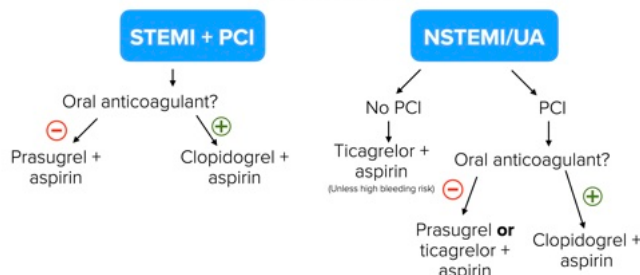 STEMI + PCI
Oral anticoagulant?
Prasugrel +
aspirin
Clopidogrel +
aspirin
NSTEMI/UA
No PCI
PCI
Ticagrelor +
aspirin
(Unless high bleeding risk)
Oral anticoagulant?
Prasugrel or
ticagrelor +
aspirin
Clopidogrel +
aspirin